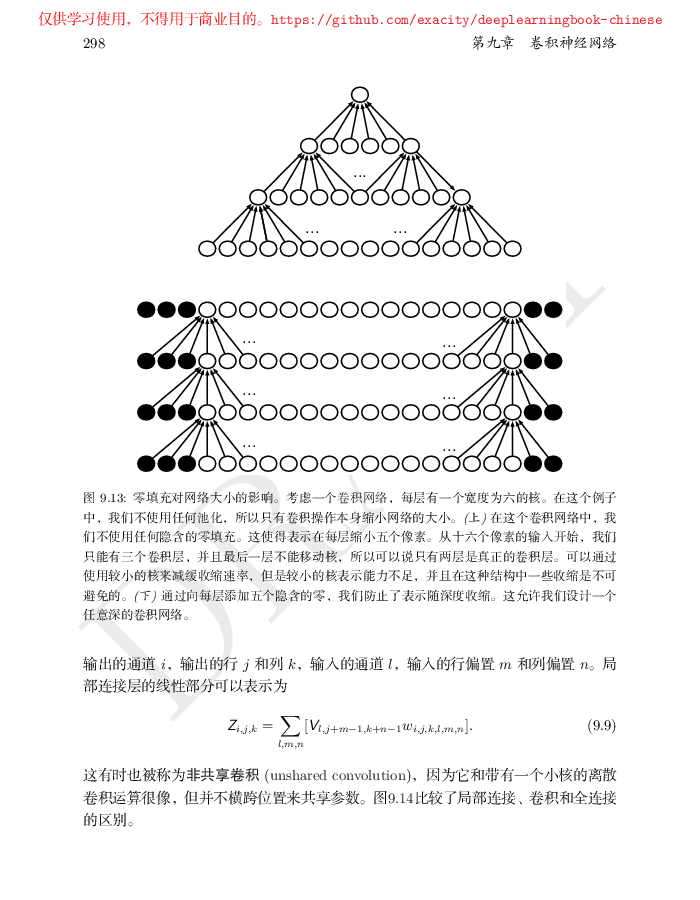 仅供学习使用，不得用于商业目的。https://github.com/exacity/deeplearningbook-chinese
298 第九章 卷积神经网络
...
... ...
... ...
... ...
... ...
图 9.13: 零填充对网络大小的影响。考虑一个卷积网络，每层有一个宽度为六的核。在这个例子
中，我们不使用任何池化，所以只有卷积操作本身缩小网络的大小。(上) 在这个卷积网络中，我
们不使用任何隐含的零填充。这使得表示在每层缩小五个像素。从十六个像素的输入开始，我们
只能有三个卷积层，并且最后一层不能移动核，所以可以说只有两层是真正的卷积层。可以通过
使用较小的核来减缓收缩速率，但是较小的核表示能力不足，并且在这种结构中一些收缩是不可
避免的。(下) 通过向每层添加五个隐含的零，我们防止了表示随深度收缩。这允许我们设计一个
任意深的卷积网络。
输出的通道 i，输出的行 j 和列 k，输入的通道 l，输入的行偏置 m 和列偏置 n。局
部连接层的线性部分可以表示为
Z_{i,j,k} = ∑_{l,m,n} [V_{l,j+m−1,k+n−1} w_{i,j,k,l,m,n}]. (9.9)
这有时也被称为非共享卷积 (unshared convolution)，因为它和带有一个小核的离散
卷积运算很像，但并不横跨位置来共享参数。图9.14比较了局部连接、卷积和全连接
的区别。